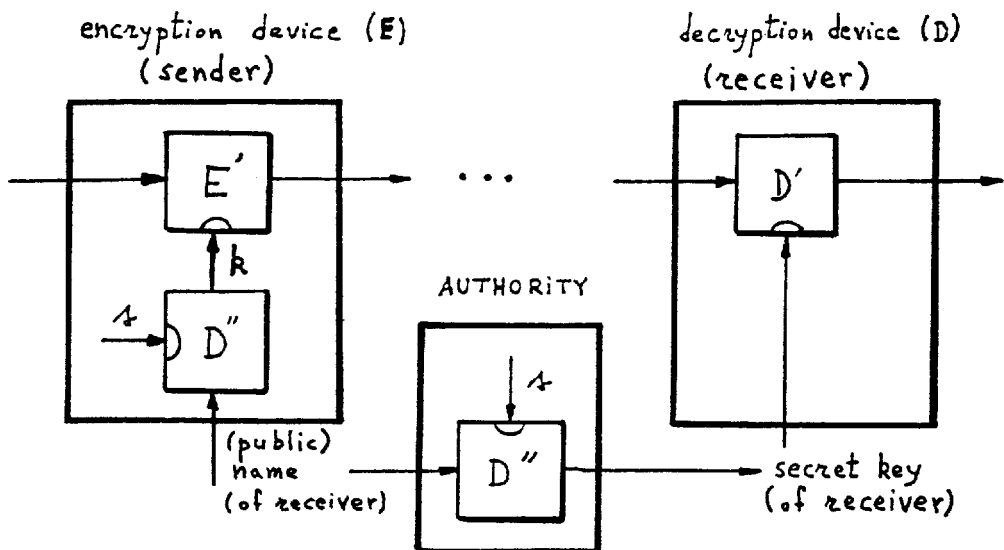 encryption device (E)
(sender)
decryption device (D)
(receiver)
E'
...
D'
k
s
D"
AUTHORITY
s
D"
(public)
name
(of receiver)
secret key
(of receiver)